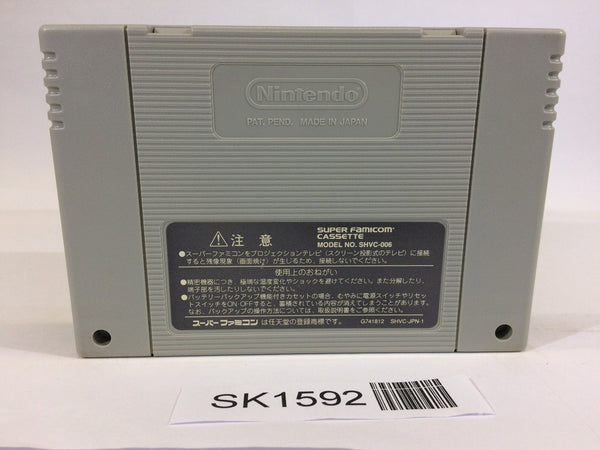 Nintendo
PAT. PEND. MADE IN JAPAN
SUPER FAMICOM
CASSETTE
MODEL NO. SHVC-006
⚠注意
●スーパーファミコンをプロジェクションテレビ(スクリーン投影式のテレビ)に接続
すると残像現象(画面焼け)が生じるため、接続しないでください。
使用上のおねがい
●精密機器につき、極端な温度変化やショックを避けてください。また分解したり、
端子部を汚したりしないでください。
●バッテリーバックアップ機能付きカセットの場合、むやみに電源スイッチやリセ
ットスイッチをON OFFすると、蓄積されている内容が消えてしまうことがあります。
なお、バックアップの操作方法については、取扱説明書をご参照ください。
スーパーファミコン は任天堂の登録商標です。
G741812 SHVC-JPN-1
SK1592